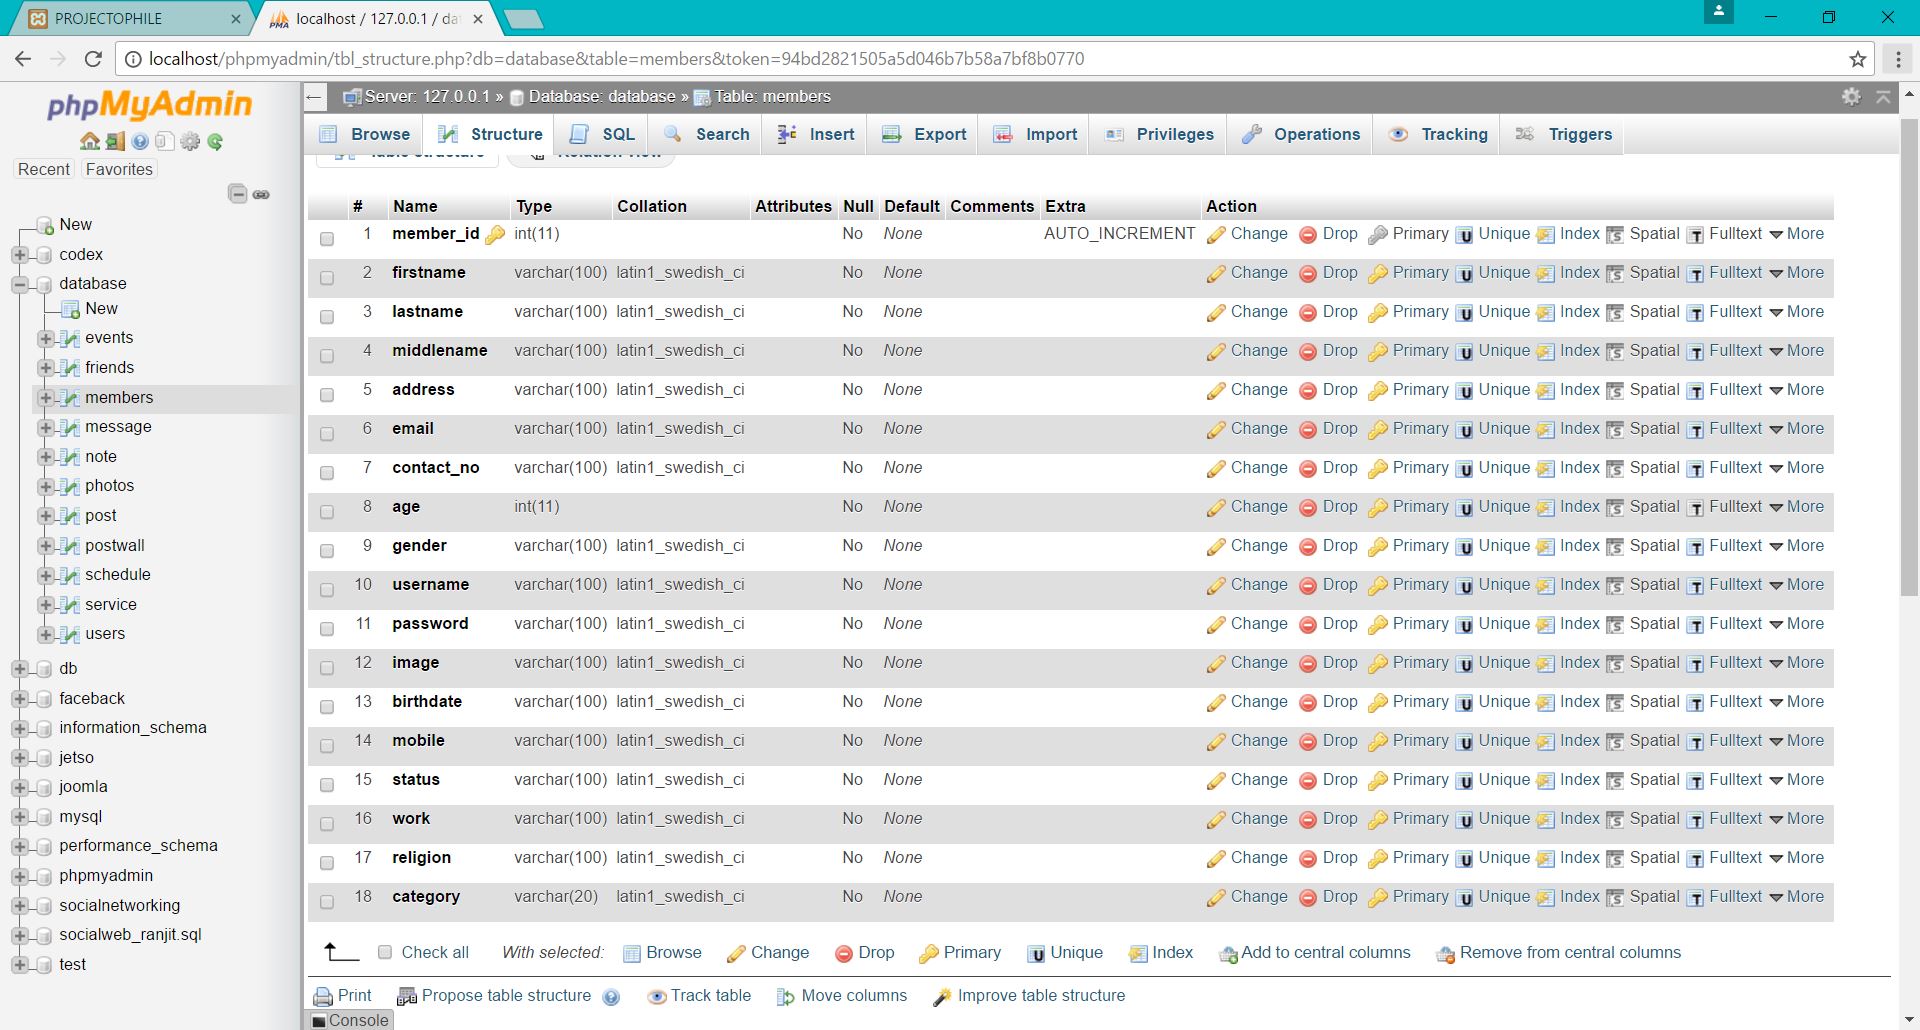 PROJECTOPHILE
localhost / 127.0.0.1 / da
localhost/phpmyadmin/tbl_structure.php?db=database&table=members&token=94bd2821505a5d046b7b58a7bf8b0770
phpMyAdmin
Recent Favorites
New
codex
database
New
events
friends
members
message
note
photos
post
postwall
schedule
service
users
db
faceback
information_schema
jetso
joomla
mysql
performance_schema
phpmyadmin
socialnetworking
socialweb_ranjit.sql
test
Server: 127.0.0.1 » Database: database » Table: members
Browse Structure SQL Search Insert Export Import Privileges Operations Tracking Triggers
Table structure Relation view
# Name Type Collation Attributes Null Default Comments Extra Action
1 member_id int(11) No None AUTO_INCREMENT Change Drop Primary Unique Index Spatial Fulltext More
2 firstname varchar(100) latin1_swedish_ci No None Change Drop Primary Unique Index Spatial Fulltext More
3 lastname varchar(100) latin1_swedish_ci No None Change Drop Primary Unique Index Spatial Fulltext More
4 middlename varchar(100) latin1_swedish_ci No None Change Drop Primary Unique Index Spatial Fulltext More
5 address varchar(100) latin1_swedish_ci No None Change Drop Primary Unique Index Spatial Fulltext More
6 email varchar(100) latin1_swedish_ci No None Change Drop Primary Unique Index Spatial Fulltext More
7 contact_no varchar(100) latin1_swedish_ci No None Change Drop Primary Unique Index Spatial Fulltext More
8 age int(11) No None Change Drop Primary Unique Index Spatial Fulltext More
9 gender varchar(100) latin1_swedish_ci No None Change Drop Primary Unique Index Spatial Fulltext More
10 username varchar(100) latin1_swedish_ci No None Change Drop Primary Unique Index Spatial Fulltext More
11 password varchar(100) latin1_swedish_ci No None Change Drop Primary Unique Index Spatial Fulltext More
12 image varchar(100) latin1_swedish_ci No None Change Drop Primary Unique Index Spatial Fulltext More
13 birthdate varchar(100) latin1_swedish_ci No None Change Drop Primary Unique Index Spatial Fulltext More
14 mobile varchar(100) latin1_swedish_ci No None Change Drop Primary Unique Index Spatial Fulltext More
15 status varchar(100) latin1_swedish_ci No None Change Drop Primary Unique Index Spatial Fulltext More
16 work varchar(100) latin1_swedish_ci No None Change Drop Primary Unique Index Spatial Fulltext More
17 religion varchar(100) latin1_swedish_ci No None Change Drop Primary Unique Index Spatial Fulltext More
18 category varchar(20) latin1_swedish_ci No None Change Drop Primary Unique Index Spatial Fulltext More
Check all With selected: Browse Change Drop Primary Unique Index Add to central columns Remove from central columns
Print Propose table structure Track table Move columns Improve table structure
Console